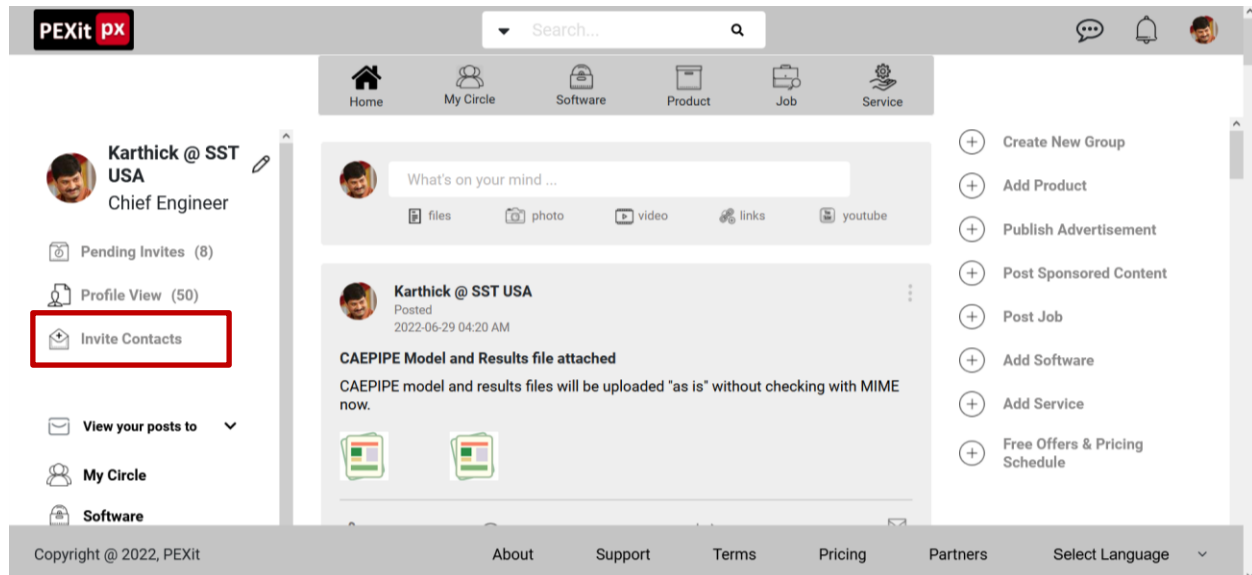 PEXit px
Search...
Home
My Circle
Software
Product
Job
Service
Karthick @ SST
USA
Chief Engineer
Pending Invites (8)
Profile View (50)
Invite Contacts
View your posts to
My Circle
Software
What's on your mind ...
files
photo
video
links
youtube
Karthick @ SST USA
Posted
2022-06-29 04:20 AM
CAEPIPE Model and Results file attached
CAEPIPE model and results files will be uploaded "as is" without checking with MIME
now.
Create New Group
Add Product
Publish Advertisement
Post Sponsored Content
Post Job
Add Software
Add Service
Free Offers & Pricing
Schedule
Copyright @ 2022, PEXit
About
Support
Terms
Pricing
Partners
Select Language